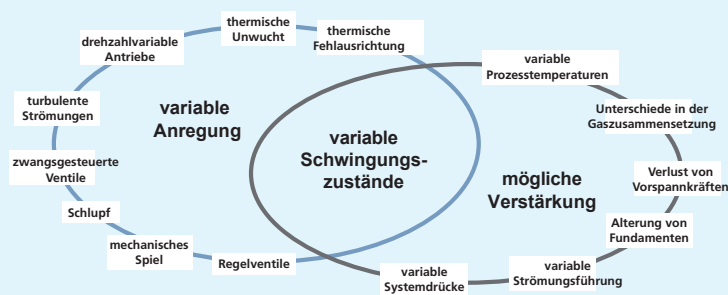 thermische
Unwucht
thermische
Fehlausrichtung
drehzahlvariable
Antriebe
turbulente
Strömungen
zwangsgesteuerte
Ventile
Schlupf
mechanisches
Spiel
Regelventile
variable
Anregung
variable
Schwingungs-
zustände
mögliche
Verstärkung
variable
Prozesstemperaturen
Unterschiede in der
Gaszusammensetzung
Verlust von
Vorspannkräften
Alterung von
Fundamenten
variable
Strömungsführung
variable
Systemdrücke